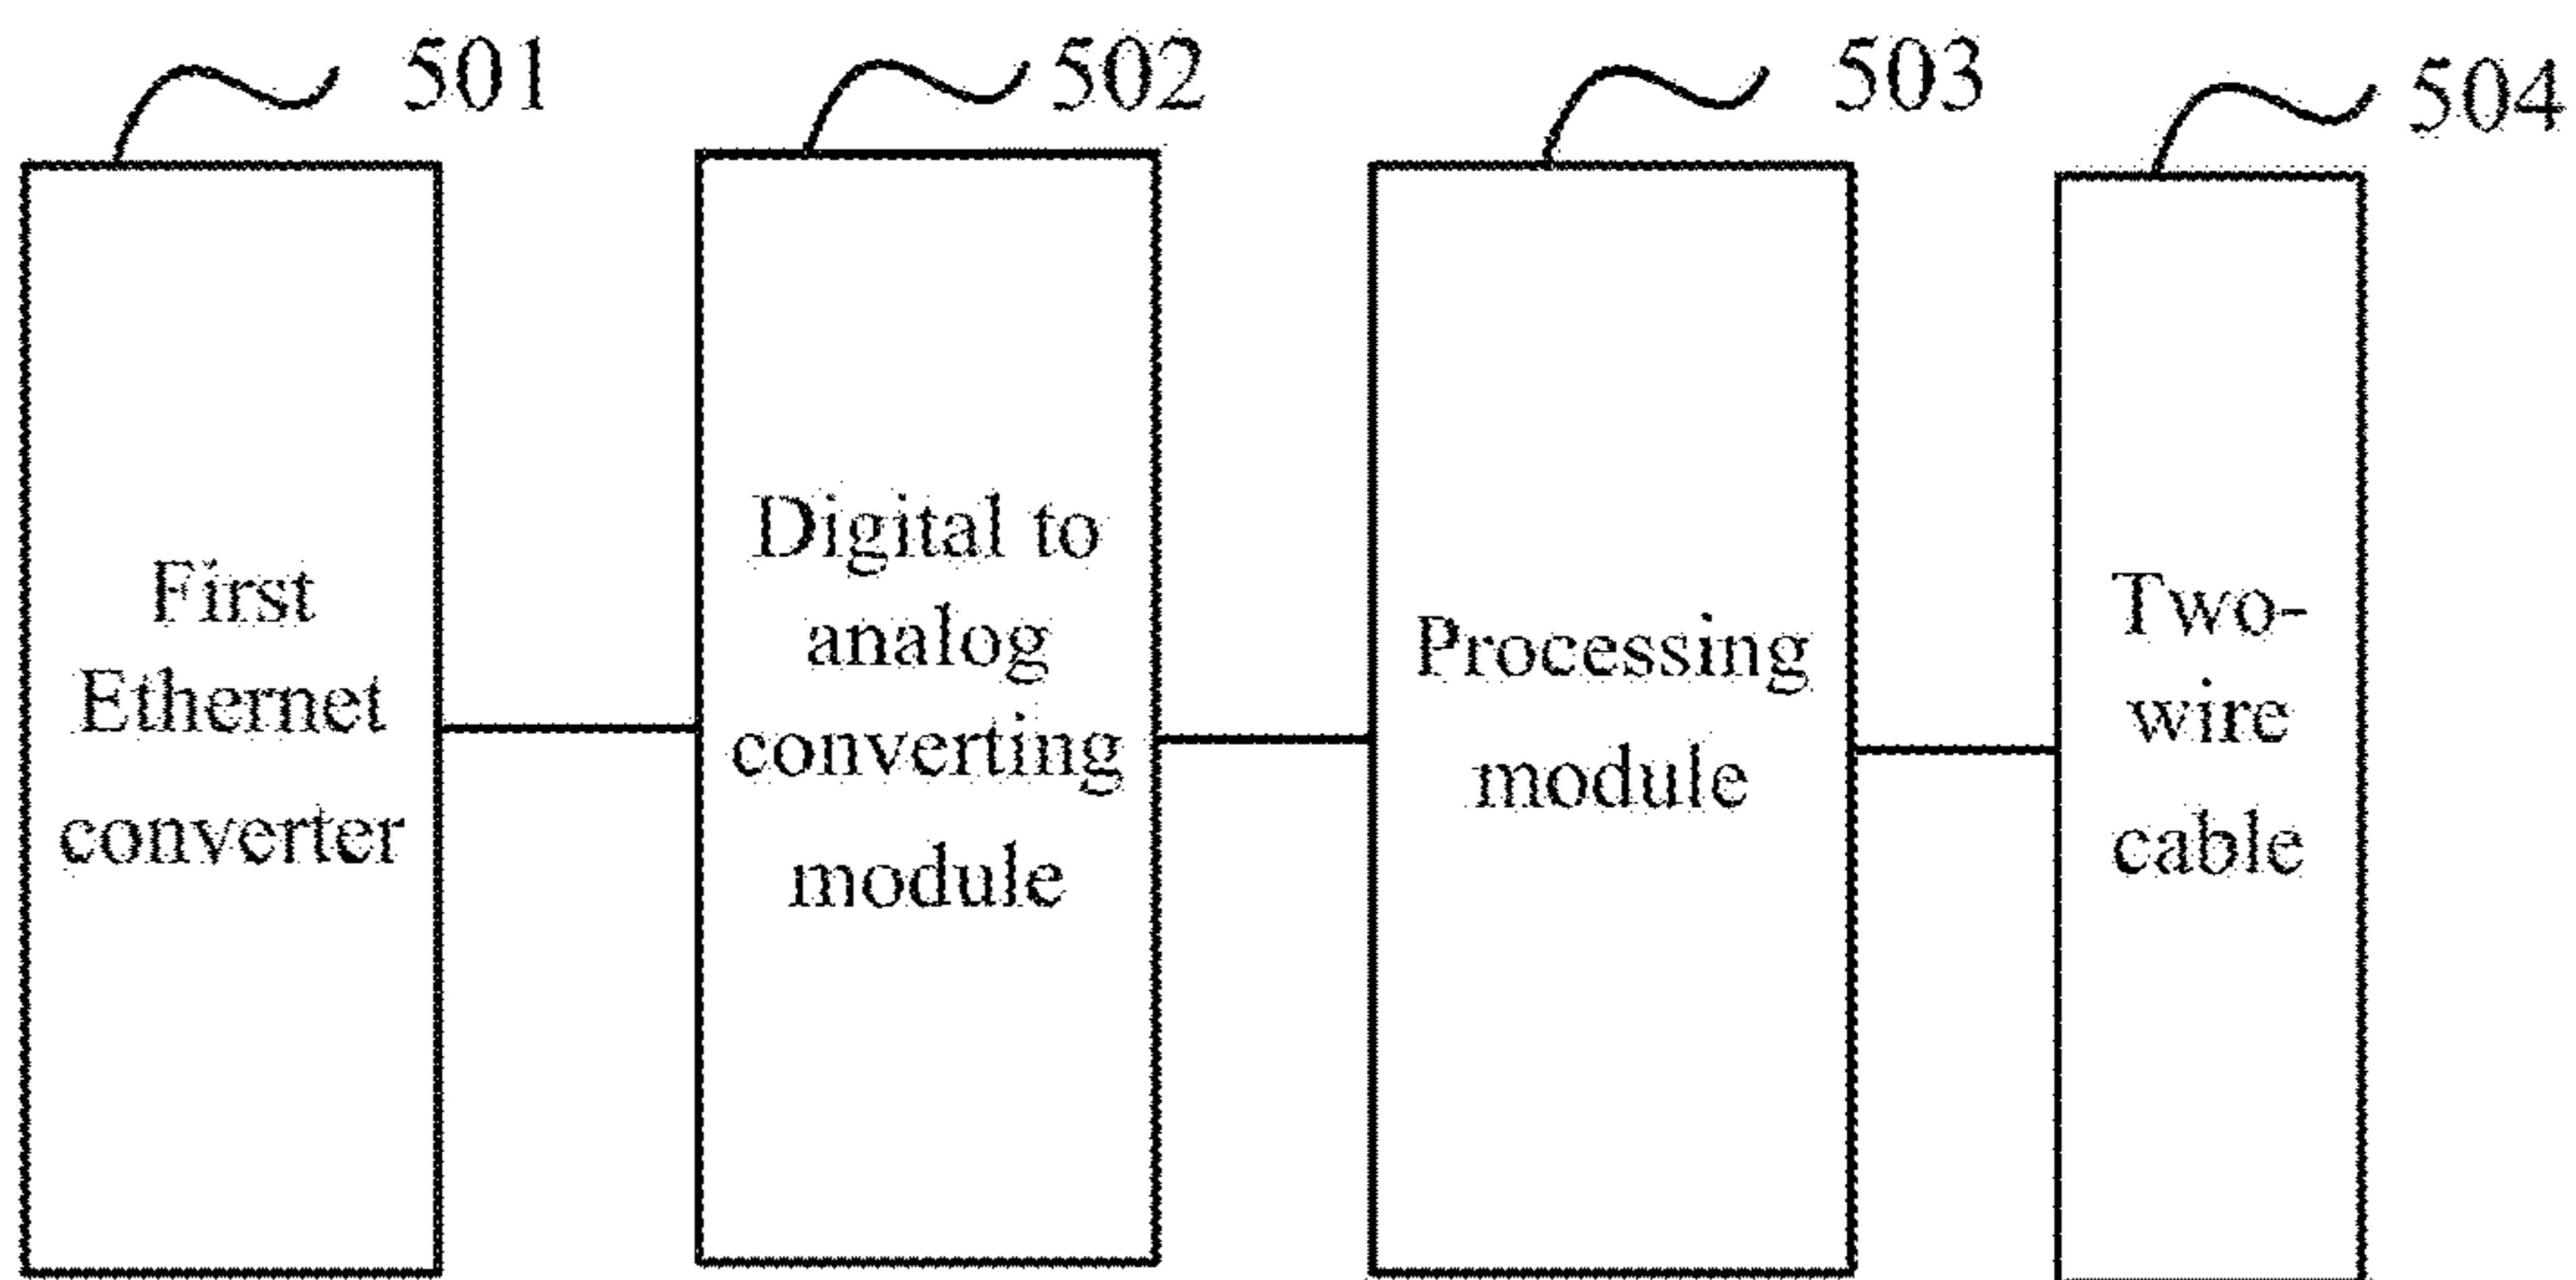 501
502
503
504
First
Ethernet
converter
Digital to
analog
converting
module
Processing
module
Two-
wire
cable